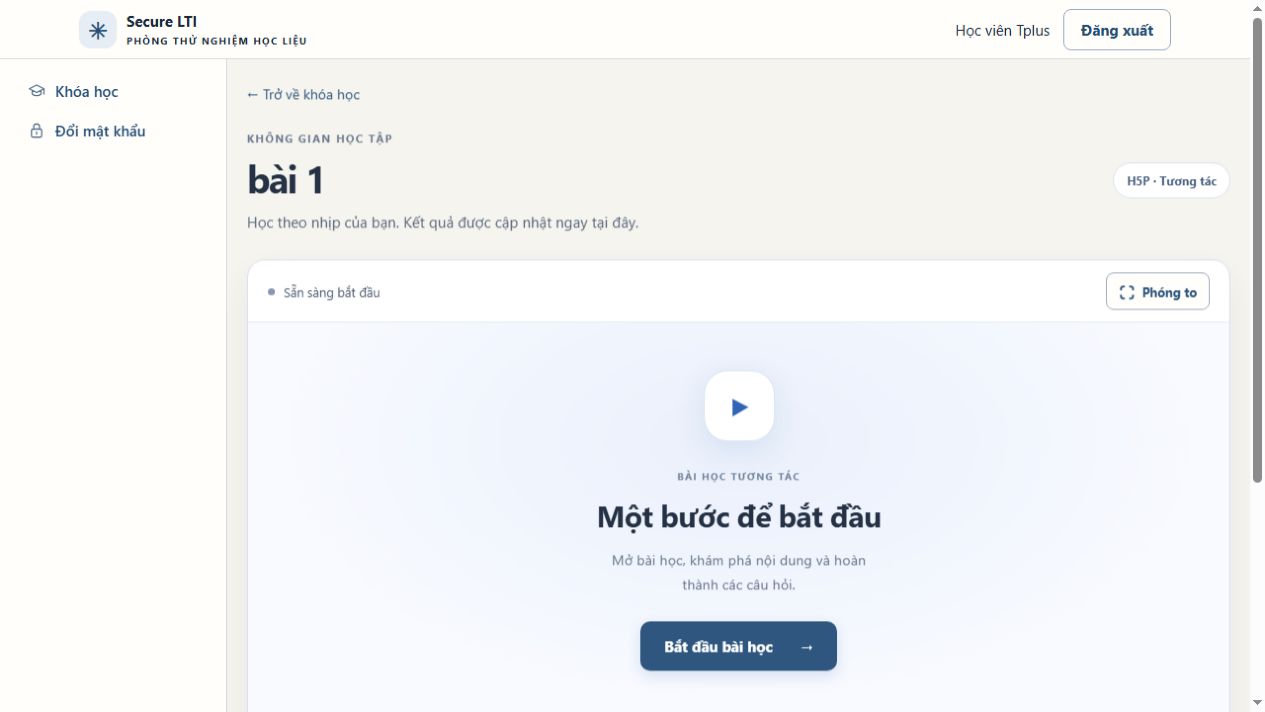 Secure LTI
PHÒNG THỬ NGHIỆM HỌC LIỆU
Học viên Tplus
Đăng xuất
Khóa học
Đổi mật khẩu
← Trở về khóa học
KHÔNG GIAN HỌC TẬP
bài 1
H5P · Tương tác
Học theo nhịp của bạn. Kết quả được cập nhật ngay tại đây.
Sẵn sàng bắt đầu
Phóng to
BÀI HỌC TƯƠNG TÁC
Một bước để bắt đầu
Mở bài học, khám phá nội dung và hoàn
thành các câu hỏi.
Bắt đầu bài học →